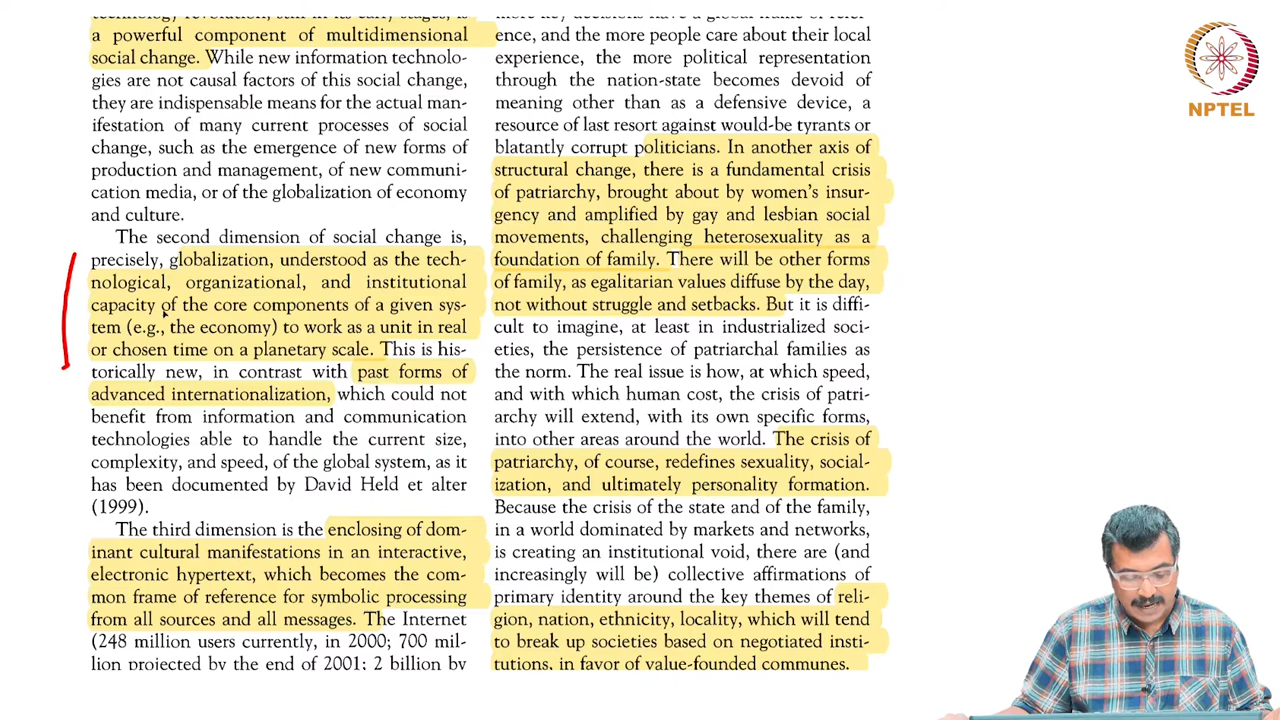 technology revolution, still in its early stages, is
a powerful component of multidimensional
social change. While new information technolo-
gies are not causal factors of this social change,
they are indispensable means for the actual man-
ifestation of many current processes of social
change, such as the emergence of new forms of
production and management, of new communi-
cation media, or of the globalization of economy
and culture.
The second dimension of social change is,
precisely, globalization, understood as the tech-
nological, organizational, and institutional
capacity of the core components of a given sys-
tem (e.g., the economy) to work as a unit in real
or chosen time on a planetary scale. This is his-
torically new, in contrast with past forms of
advanced internationalization, which could not
benefit from information and communication
technologies able to handle the current size,
complexity, and speed, of the global system, as it
has been documented by David Held et alter
(1999).
The third dimension is the enclosing of dom-
inant cultural manifestations in an interactive,
electronic hypertext, which becomes the com-
mon frame of reference for symbolic processing
from all sources and all messages. The Internet
(248 million users currently, in 2000; 700 mil-
lion projected by the end of 2001; 2 billion by
more key decisions have a global frame of refer-
ence, and the more people care about their local
experience, the more political representation
through the nation-state becomes devoid of
meaning other than as a defensive device, a
resource of last resort against would-be tyrants or
blatantly corrupt politicians. In another axis of
structural change, there is a fundamental crisis
of patriarchy, brought about by women's insur-
gency and amplified by gay and lesbian social
movements, challenging heterosexuality as a
foundation of family. There will be other forms
of family, as egalitarian values diffuse by the day,
not without struggle and setbacks. But it is diffi-
cult to imagine, at least in industrialized soci-
eties, the persistence of patriarchal families as
the norm. The real issue is how, at which speed,
and with which human cost, the crisis of patri-
archy will extend, with its own specific forms,
into other areas around the world. The crisis of
patriarchy, of course, redefines sexuality, social-
ization, and ultimately personality formation.
Because the crisis of the state and of the family,
in a world dominated by markets and networks,
is creating an institutional void, there are (and
increasingly will be) collective affirmations of
primary identity around the key themes of reli-
gion, nation, ethnicity, locality, which will tend
to break up societies based on negotiated insti-
tutions, in favor of value-founded communes.
NPTEL